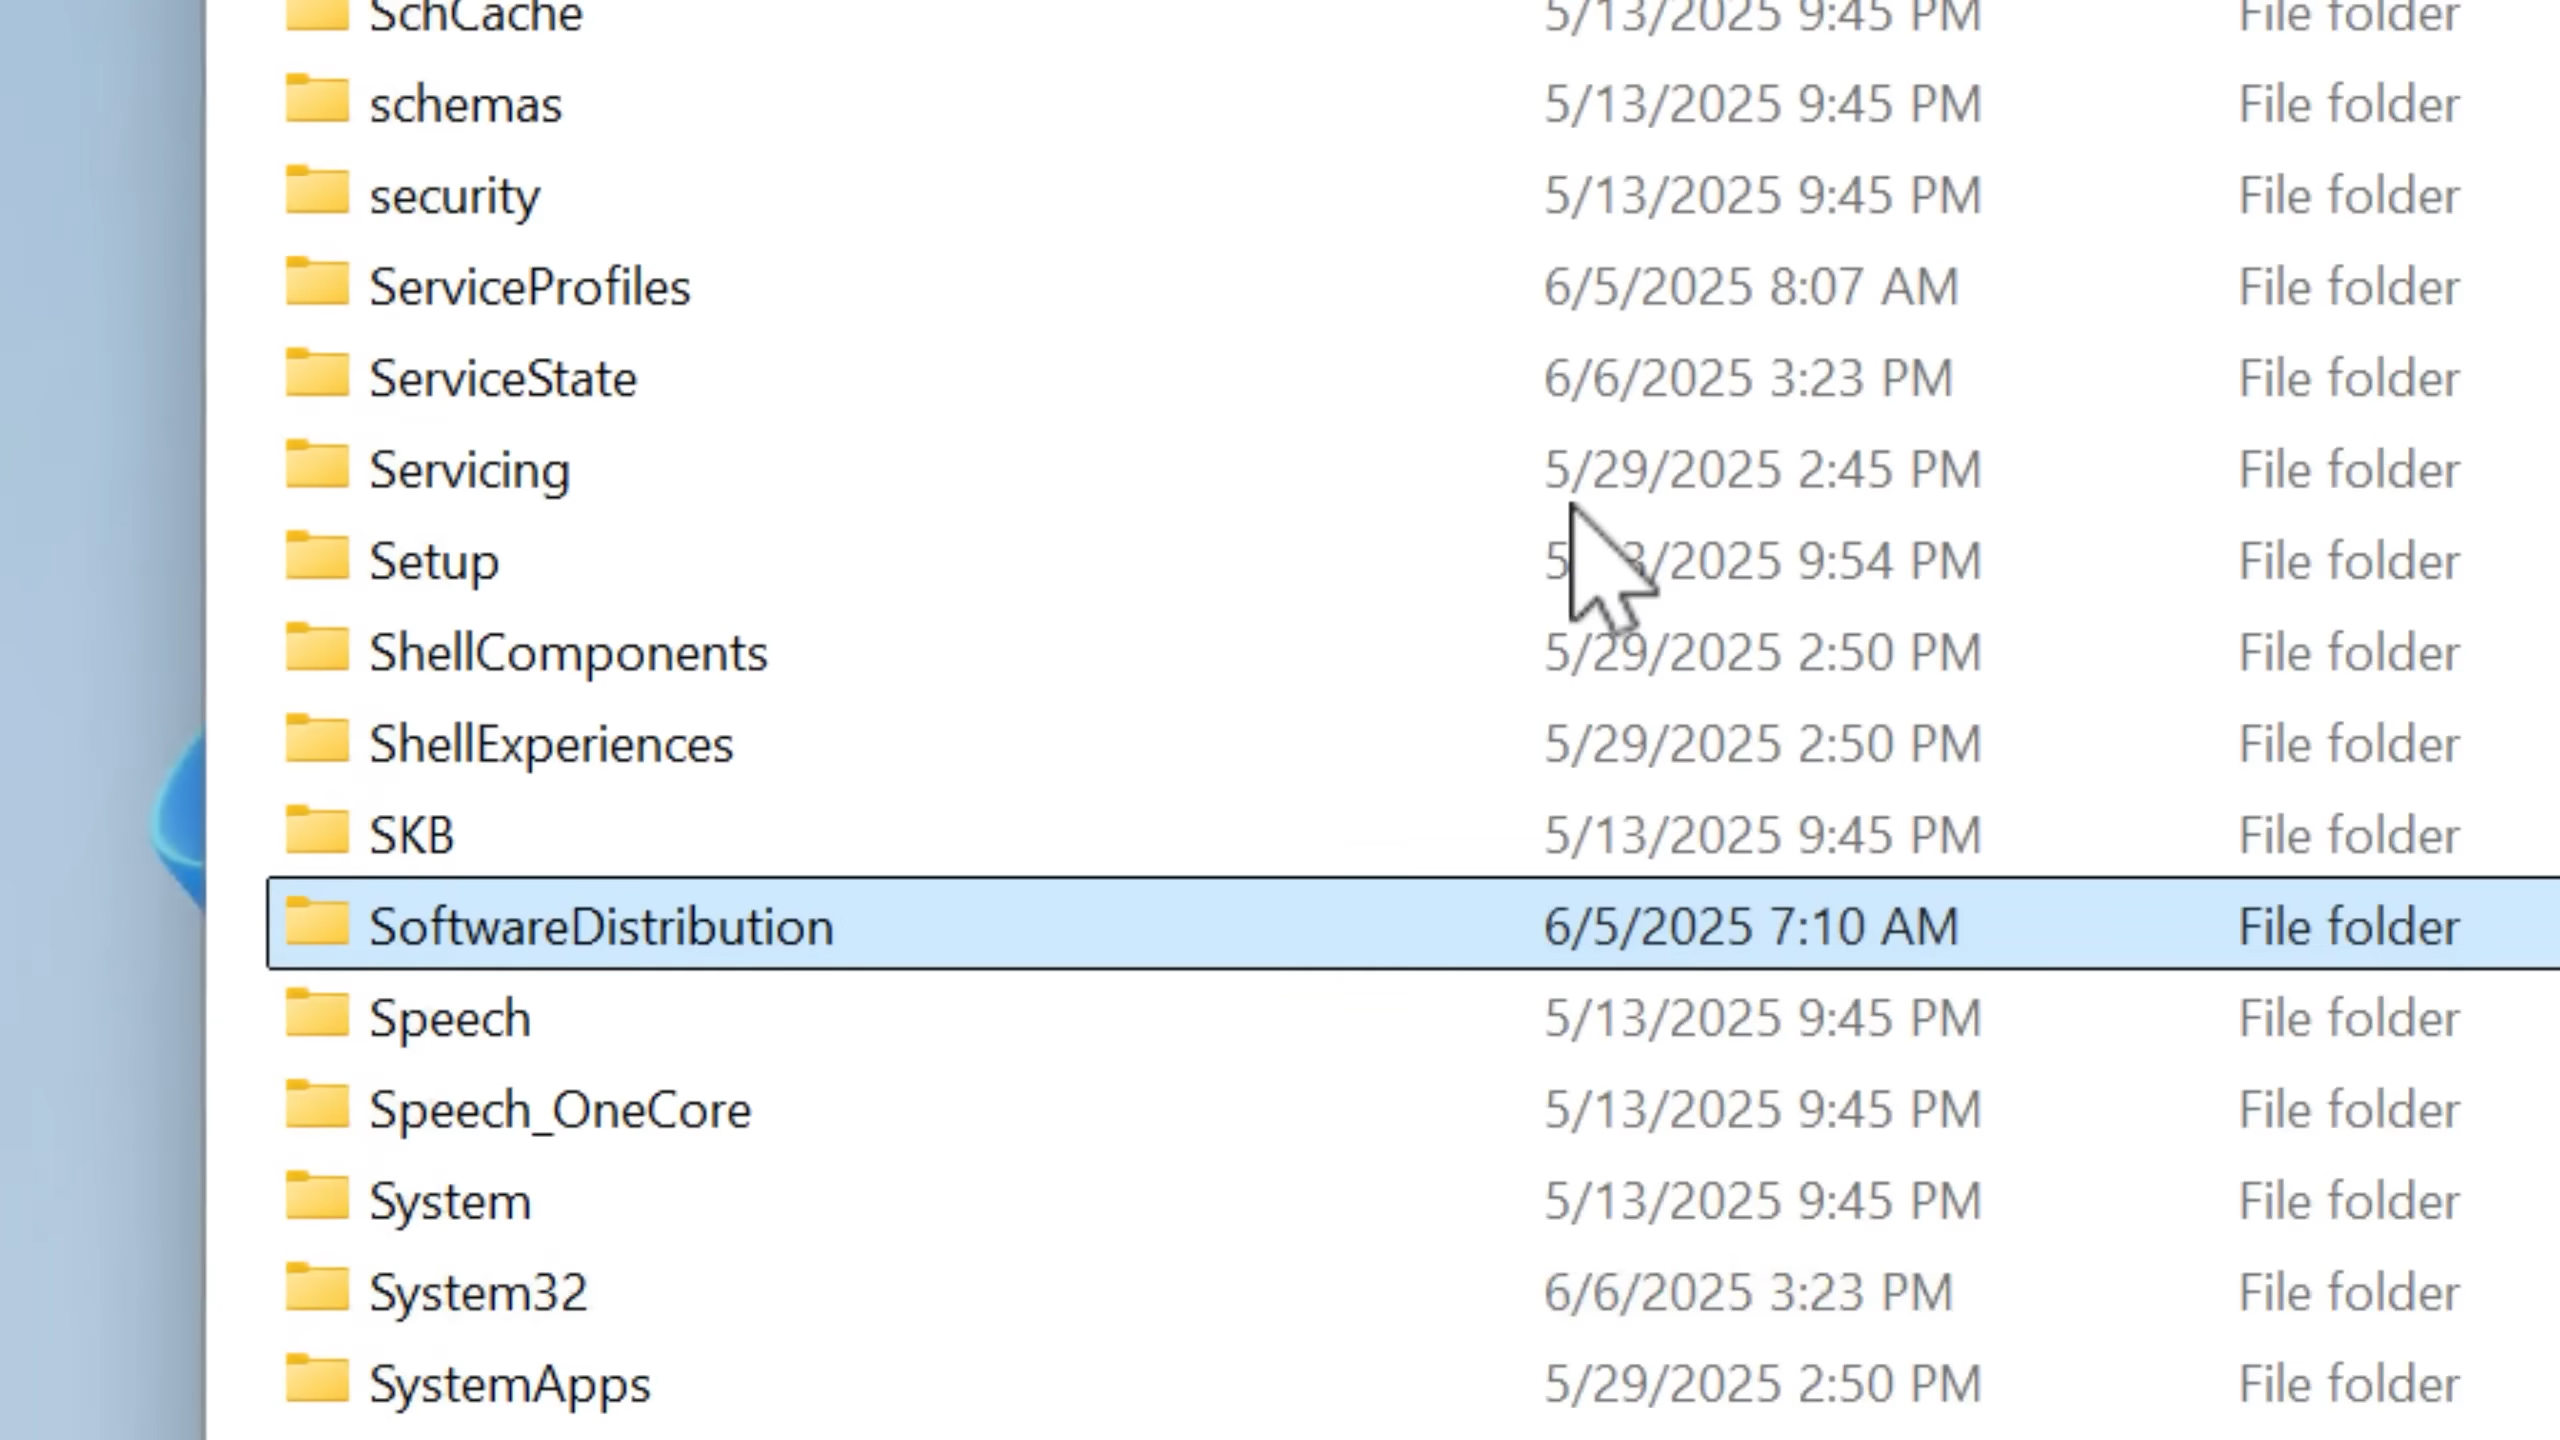 SchCache 5/13/2025 9:45 PM File folder
schemas 5/13/2025 9:45 PM File folder
security 5/13/2025 9:45 PM File folder
ServiceProfiles 6/5/2025 8:07 AM File folder
ServiceState 6/6/2025 3:23 PM File folder
Servicing 5/29/2025 2:45 PM File folder
Setup /2025 9:54 PM File folder
ShellComponents 5/29/2025 2:50 PM File folder
ShellExperiences 5/29/2025 2:50 PM File folder
SKB 5/13/2025 9:45 PM File folder
SoftwareDistribution 6/5/2025 7:10 AM File folder
Speech 5/13/2025 9:45 PM File folder
Speech_OneCore 5/13/2025 9:45 PM File folder
System 5/13/2025 9:45 PM File folder
System32 6/6/2025 3:23 PM File folder
SystemApps 5/29/2025 2:50 PM File folder